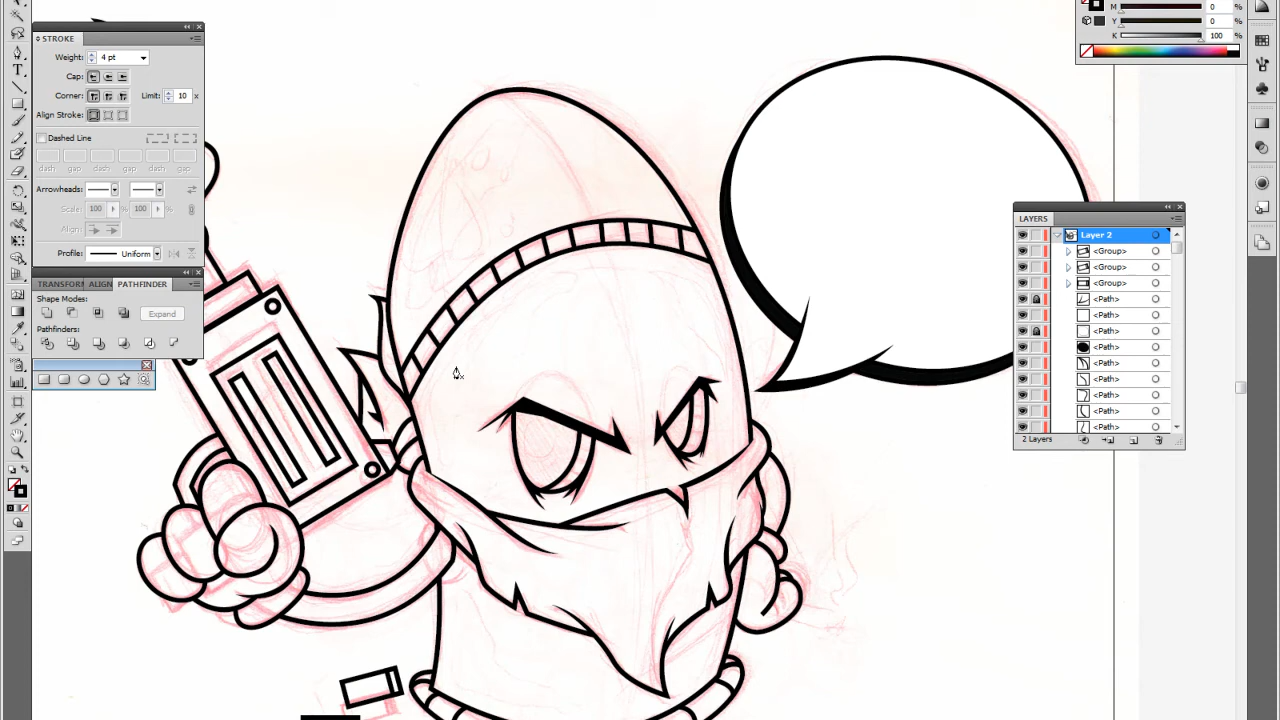 M 0 %
Y 0 %
K 100 %
STROKE
Weight: 4 pt
Cap:
Corner: Limit: 10 x
Align Stroke:
Dashed Line
dash gap dash gap dash gap
Arrowheads:
Scale: 100 % 100 %
Align:
Profile: Uniform
TRANSFORM ALIGN PATHFINDER
Shape Modes:
Expand
Pathfinders:
LAYERS
Layer 2
<Group>
<Group>
<Group>
<Path>
<Path>
<Path>
<Path>
<Path>
<Path>
<Path>
<Path>
<Path>
2 Layers